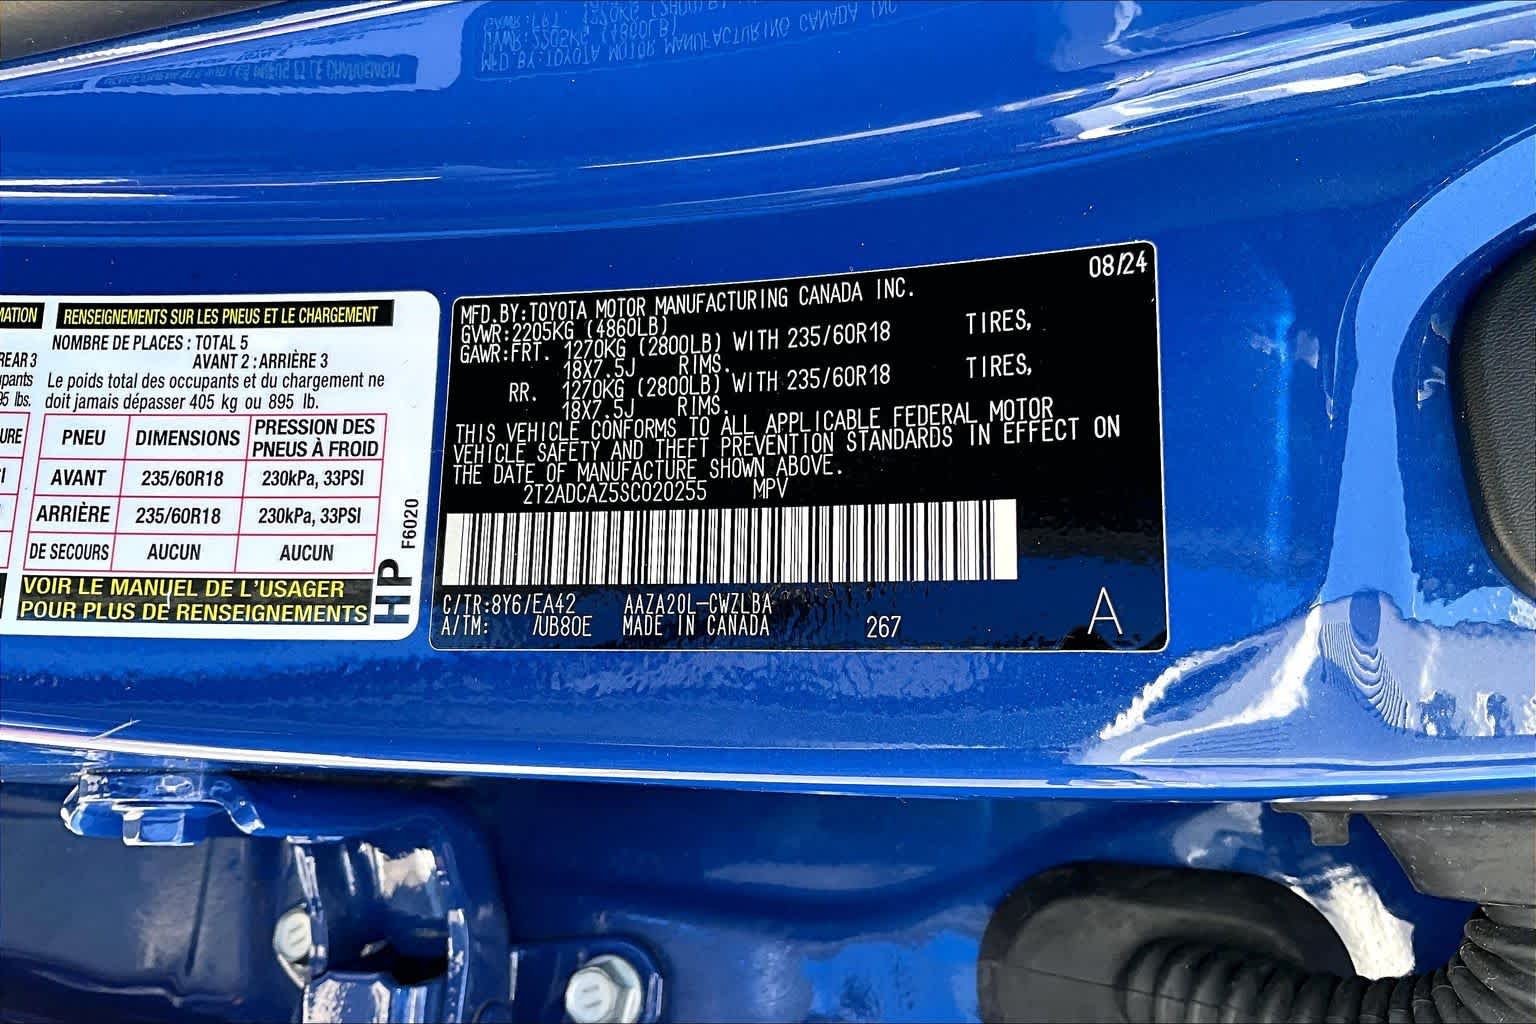 MATION
REAR 3
pants
95 lbs.
RENSEIGNEMENTS SUR LES PNEUS ET LE CHARGEMENT
NOMBRE DE PLACES : TOTAL 5
AVANT 2 : ARRIÈRE 3
Le poids total des occupants et du chargement ne
doit jamais dépasser 405 kg ou 895 lb.
PNEU DIMENSIONS PRESSION DES PNEUS À FROID
AVANT 235/60R18 230kPa, 33PSI
ARRIÈRE 235/60R18 230kPa, 33PSI
DE SECOURS AUCUN AUCUN
VOIR LE MANUEL DE L'USAGER
POUR PLUS DE RENSEIGNEMENTS
HP F6020
08/24
MFD.BY:TOYOTA MOTOR MANUFACTURING CANADA INC.
GVWR:2205KG (4860LB)
GAWR:FRT. 1270KG (2800LB) WITH 235/60R18 TIRES,
18X7.5J RIMS.
RR. 1270KG (2800LB) WITH 235/60R18 TIRES,
18X7.5J RIMS.
THIS VEHICLE CONFORMS TO ALL APPLICABLE FEDERAL MOTOR
VEHICLE SAFETY AND THEFT PREVENTION STANDARDS IN EFFECT ON
THE DATE OF MANUFACTURE SHOWN ABOVE.
2T2ADCAZ5SC020255 MPV
C/TR:8Y6/EA42 AAZA20L-CWZLBA
A/TM: /UB80E MADE IN CANADA 267 A